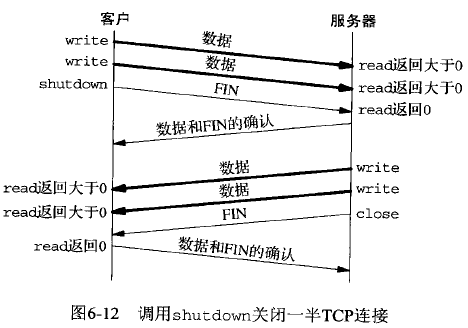 客户
服务器
write
数据
read返回大于0
write
数据
read返回大于0
shutdown
FIN
read返回0
数据和FIN的确认
数据
write
read返回大于0
数据
write
read返回大于0
FIN
close
read返回0
数据和FIN的确认
图6-12 调用shutdown关闭一半TCP连接